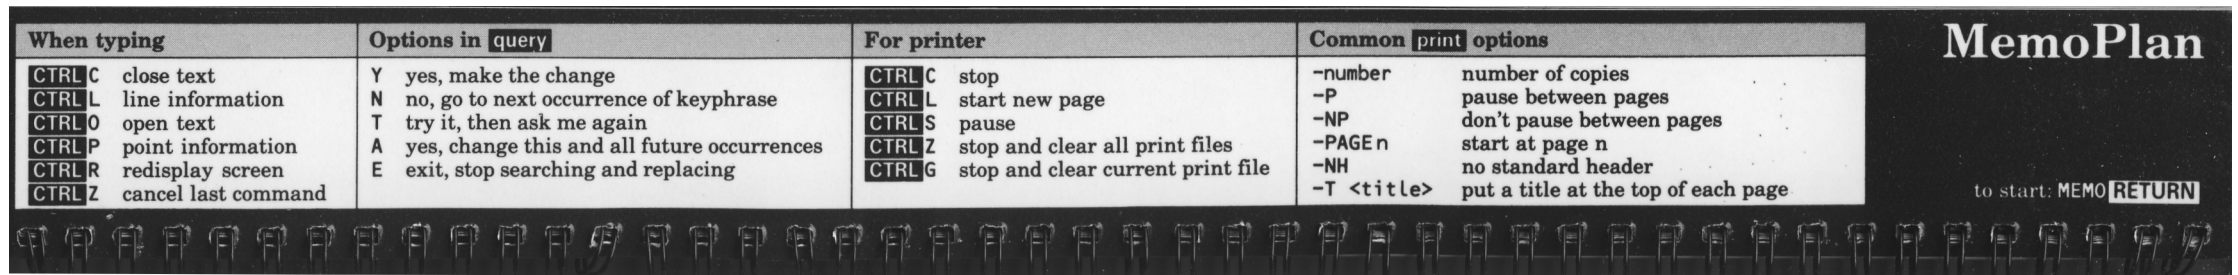 When typing
CTRL C close text
CTRL L line information
CTRL O open text
CTRL P point information
CTRL R redisplay screen
CTRL Z cancel last command
Options in query
Y yes, make the change
N no, go to next occurrence of keyphrase
T try it, then ask me again
A yes, change this and all future occurrences
E exit, stop searching and replacing
For printer
CTRL C stop
CTRL L start new page
CTRL S pause
CTRL Z stop and clear all print files
CTRL G stop and clear current print file
Common print options
-number number of copies
-P pause between pages
-NP don't pause between pages
-PAGEn start at page n
-NH no standard header
-T <title> put a title at the top of each page
MemoPlan
to start: MEMO RETURN